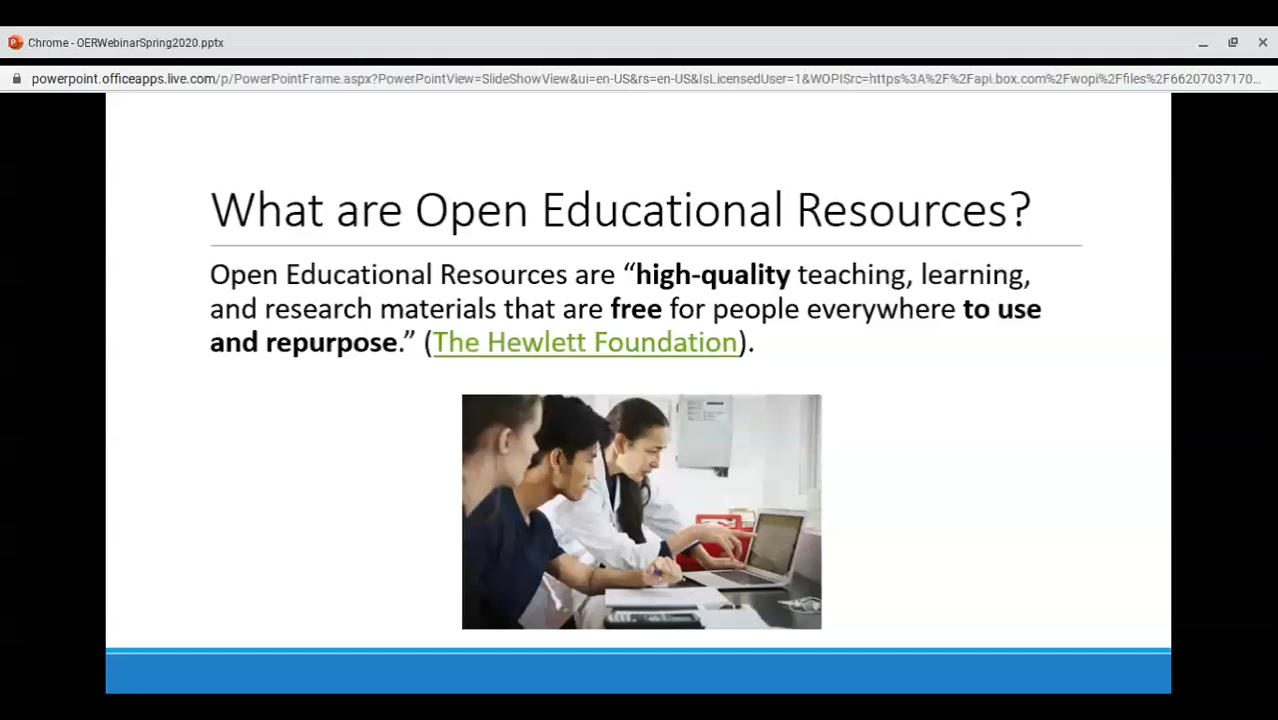 Chrome - OERWebinarSpring2020.pptx
powerpoint.officeapps.live.com/p/PowerPointFrame.aspx?PowerPointView=SlideShowView&ui=en-US&rs=en-US&IsLicensedUser=1&WOPISrc=https%3A%2F%2Fapi.box.com%2Fwopi%2Ffiles%2F66207037170...
What are Open Educational Resources?
Open Educational Resources are “high-quality teaching, learning,
and research materials that are free for people everywhere to use
and repurpose.” (The Hewlett Foundation).